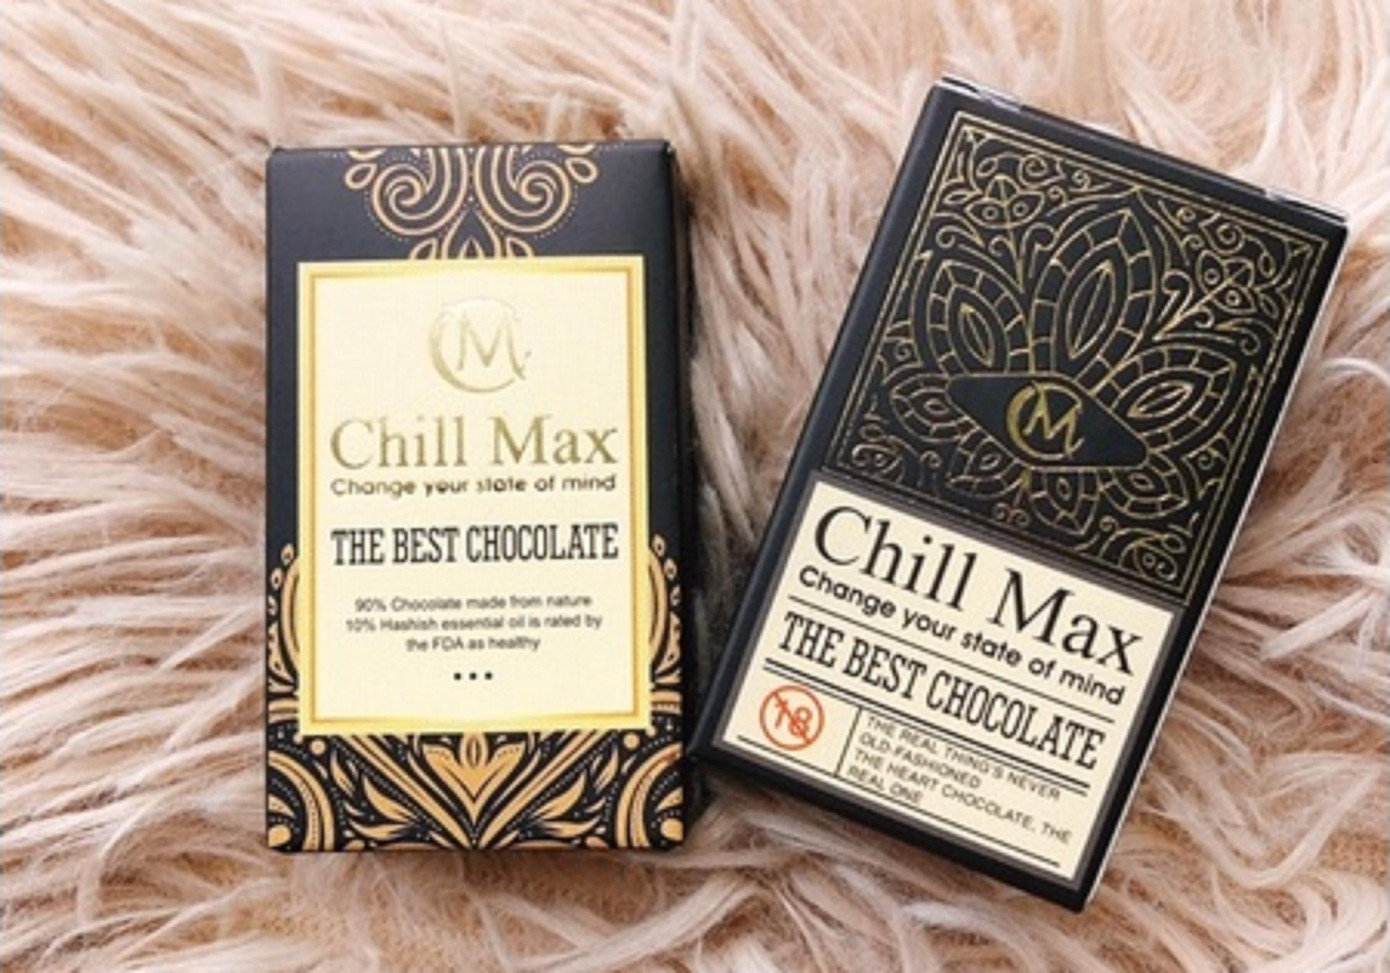 CM
Chill Max
Change your state of mind
THE BEST CHOCOLATE
90% Chocolate made from nature
10% Hashish essential oil is rated by
the FDA as healthy
•••
CM
Chill Max
Change your state of mind
THE BEST CHOCOLATE
18
THE REAL THING'S NEVER
OLD-FASHIONED
THE HEART CHOCOLATE, THE
REAL ONE